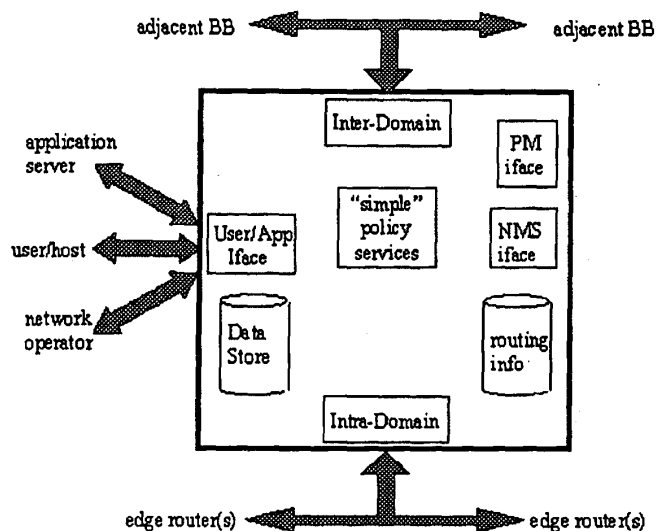 adjacent BB
adjacent BB
Inter-Domain
application
server
PM
iface
"simple"
policy
services
user/host
User/App
Iface
NMS
iface
network
operator
Data
Store
routing
info
Intra-Domain
edge router(s)
edge router(s)